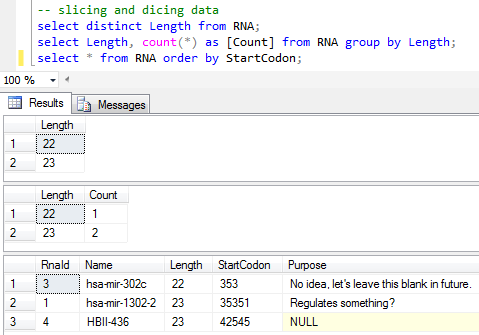 -- slicing and dicing data
select distinct Length from RNA;
select Length, count(*) as [Count] from RNA group by Length;
select * from RNA order by StartCodon;
100 %
Results Messages
Length
1 22
2 23
Length Count
1 22 1
2 23 2
RnaId Name Length StartCodon Purpose
1 3 hsa-mir-302c 22 353 No idea, let's leave this blank in future.
2 1 hsa-mir-1302-2 23 35351 Regulates something?
3 4 HBII-436 23 42545 NULL